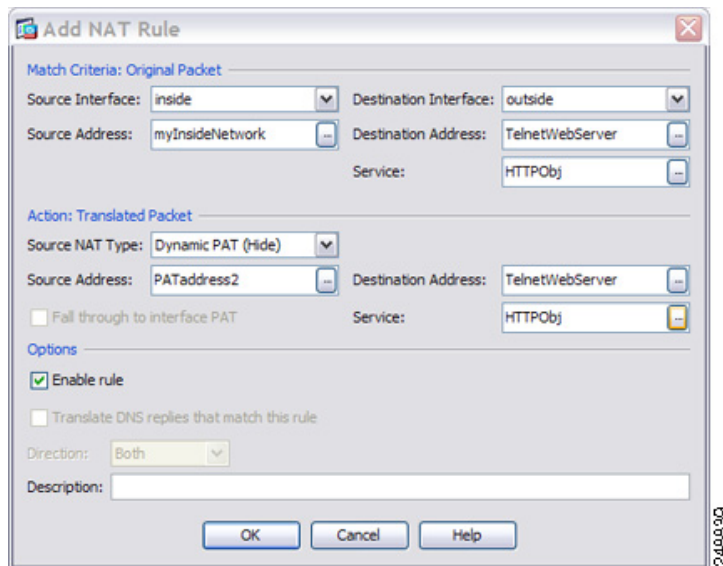 Add NAT Rule
Match Criteria: Original Packet
Source Interface: inside Destination Interface: outside
Source Address: myInsideNetwork ... Destination Address: TelnetWebServer ...
Service: HTTPObj ...
Action: Translated Packet
Source NAT Type: Dynamic PAT (Hide)
Source Address: PATaddress2 ... Destination Address: TelnetWebServer ...
Fall through to interface PAT Service: HTTPObj ...
Options
Enable rule
Translate DNS replies that match this rule
Direction: Both
Description:
OK Cancel Help
248839